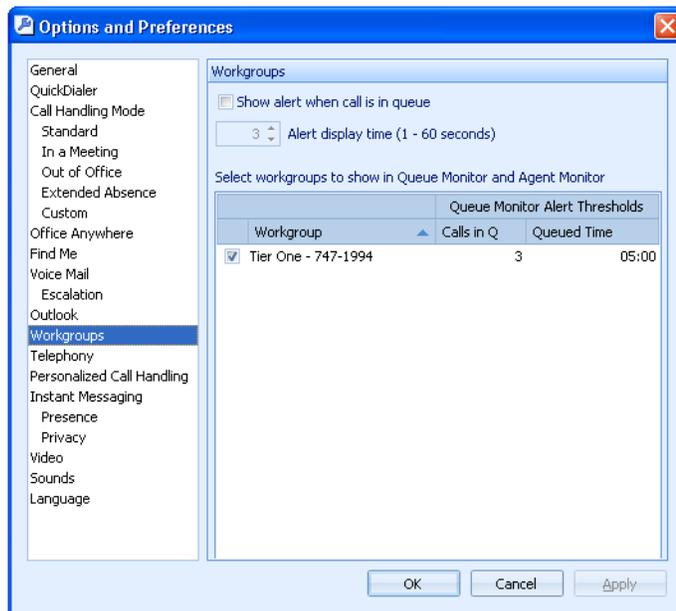 Options and Preferences
General
QuickDialer
Call Handling Mode
Standard
In a Meeting
Out of Office
Extended Absence
Custom
Office Anywhere
Find Me
Voice Mail
Escalation
Outlook
Workgroups
Telephony
Personalized Call Handling
Instant Messaging
Presence
Privacy
Video
Sounds
Language
Workgroups
Show alert when call is in queue
3 Alert display time (1 - 60 seconds)
Select workgroups to show in Queue Monitor and Agent Monitor
Queue Monitor Alert Thresholds
Workgroup Calls in Q Queued Time
Tier One - 747-1994 3 05:00
OK Cancel Apply